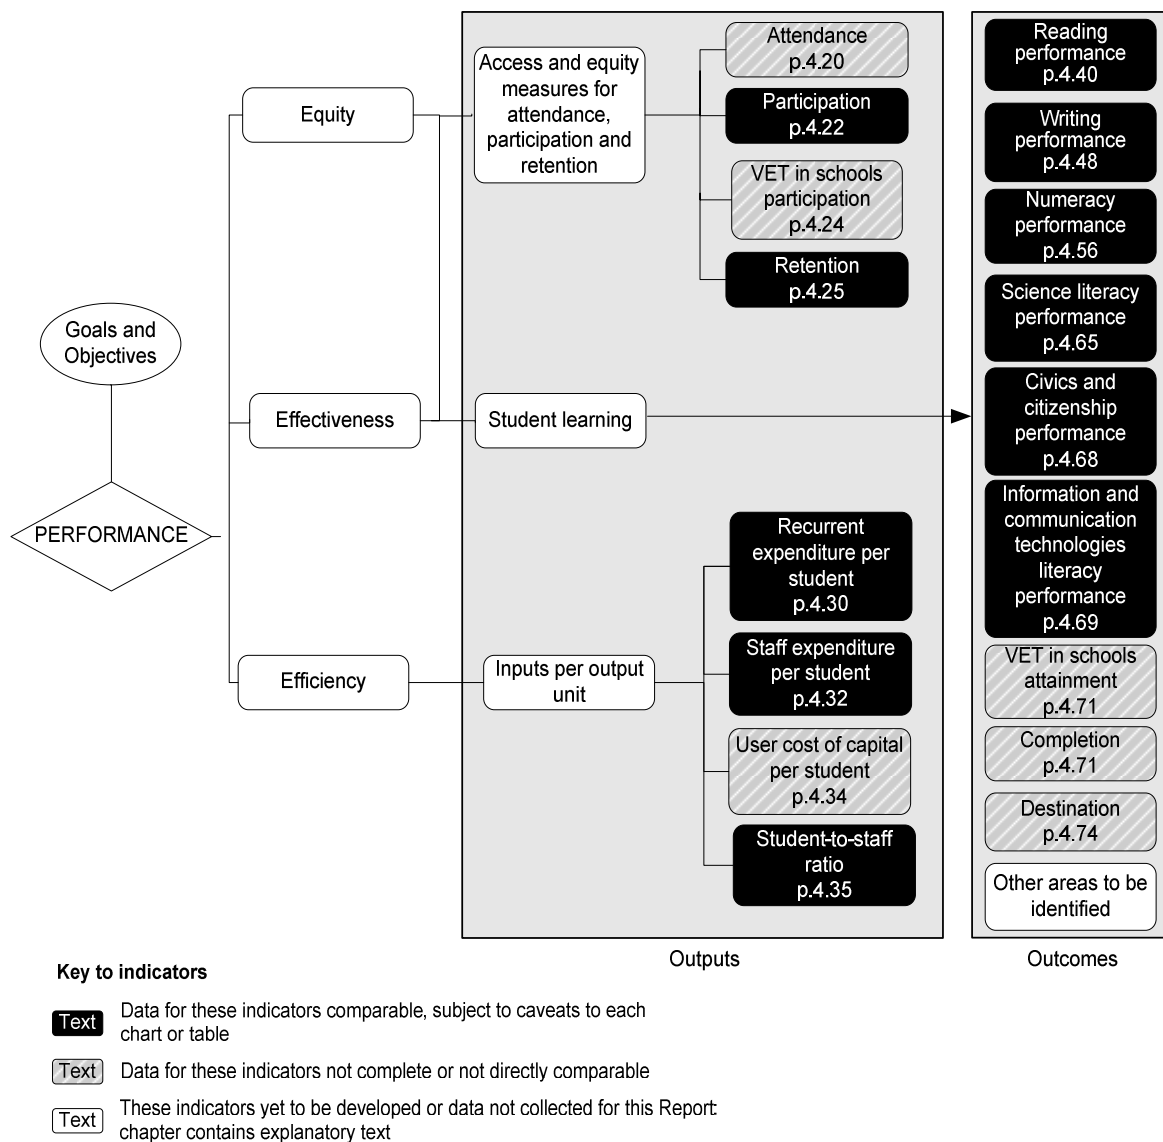 Goals and
Objectives
PERFORMANCE
Equity
Effectiveness
Efficiency
Access and equity
measures for
attendance,
participation and
retention
Student learning
Inputs per output
unit
Attendance
p.4.20
Participation
p.4.22
VET in schools
participation
p.4.24
Retention
p.4.25
Recurrent
expenditure per
student
p.4.30
Staff expenditure
per student
p.4.32
User cost of capital
per student
p.4.34
Student-to-staff
ratio
p.4.35
Outputs
Reading
performance
p.4.40
Writing
performance
p.4.48
Numeracy
performance
p.4.56
Science literacy
performance
p.4.65
Civics and
citizenship
performance
p.4.68
Information and
communication
technologies
literacy
performance
p.4.69
VET in schools
attainment
p.4.71
Completion
p.4.71
Destination
p.4.74
Other areas to be
identified
Outcomes
Key to indicators
Text
Data for these indicators comparable, subject to caveats to each
chart or table
Text
Data for these indicators not complete or not directly comparable
Text
These indicators yet to be developed or data not collected for this Report:
chapter contains explanatory text